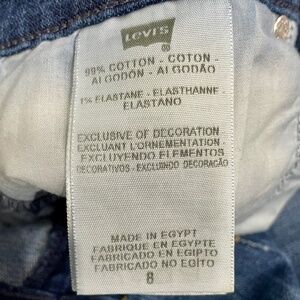 Levi's
®
99% COTTON - COTON -
ALGODÓN - ALGODÃO
1% ELASTANE - ELASTHANNE -
ELASTANO
EXCLUSIVE OF DECORATION
EXCLUANT L'ORNEMENTATION -
EXCLUYENDO ELEMENTOS
DECORATIVOS - EXCLUINDO DECORAÇÃO
MADE IN EGYPT
FABRIQUE EN EGYPTE
FABRICADO EN EGIPTO
FABRICADO NO EGITO
8